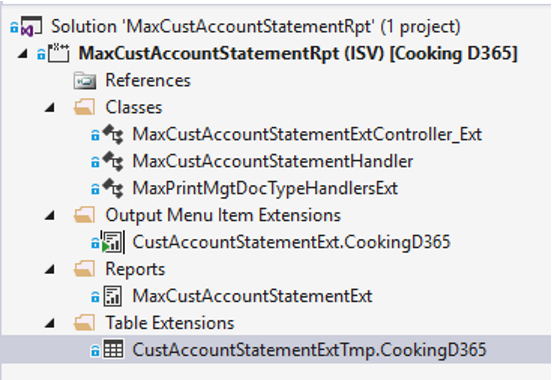 Solution 'MaxCustAccountStatementRpt' (1 project)
MaxCustAccountStatementRpt (ISV) [Cooking D365]
References
Classes
MaxCustAccountStatementExtController_Ext
MaxCustAccountStatementHandler
MaxPrintMgtDocTypeHandlersExt
Output Menu Item Extensions
CustAccountStatementExt.CookingD365
Reports
MaxCustAccountStatementExt
Table Extensions
CustAccountStatementExtTmp.CookingD365